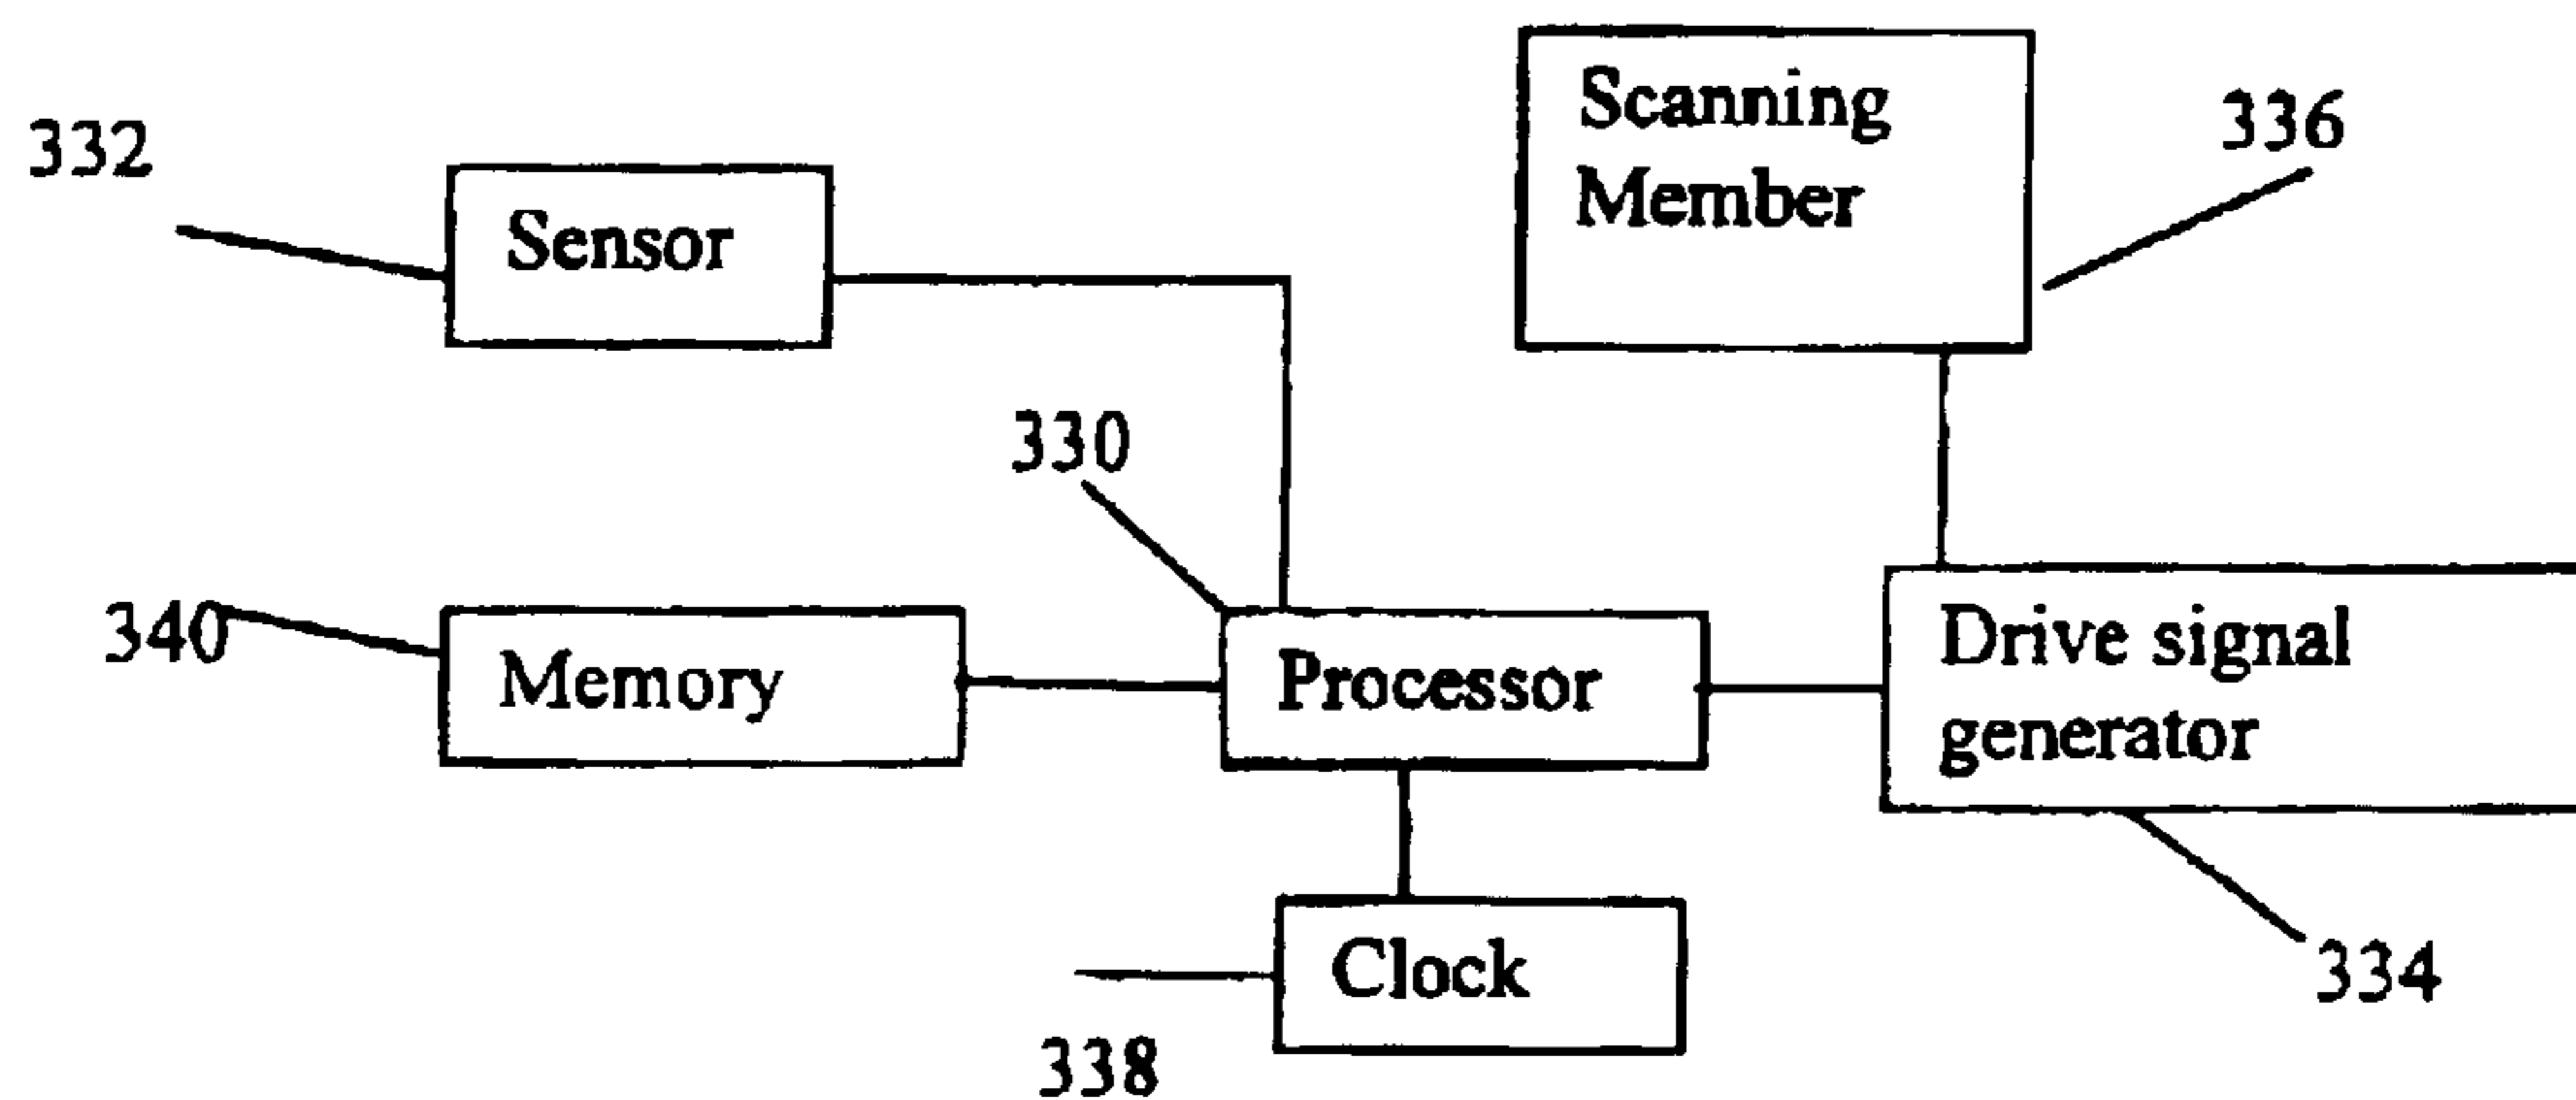 Scanning
Member
336
332
Sensor
330
340
Memory
Processor
Drive signal
generator
Clock
334
338